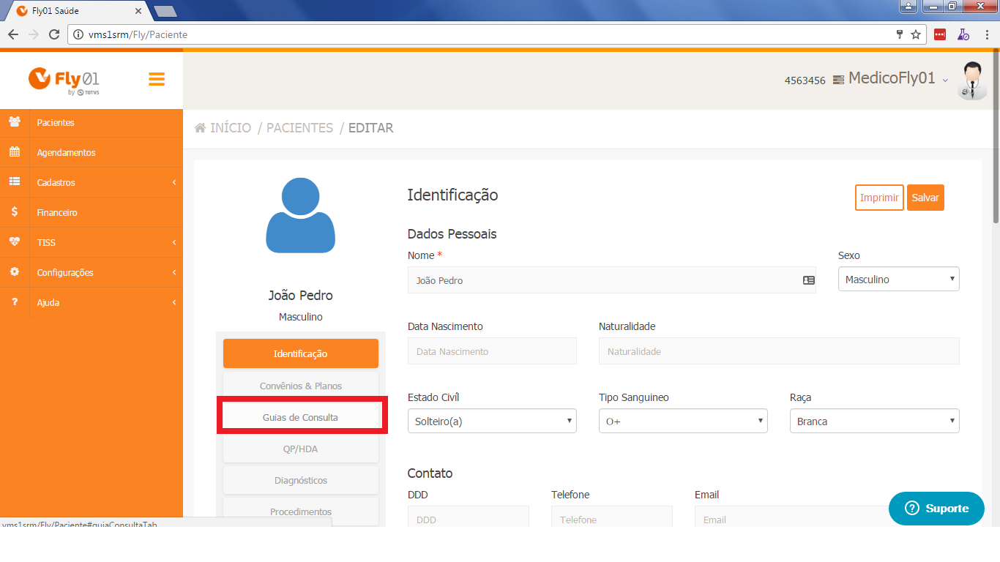 Fly01 Saúde
vms1srm/Fly/Paciente
Fly01
by TOTVS
4563456 MedicoFly01
Pacientes
Agendamentos
Cadastros
Financeiro
TISS
Configurações
Ajuda
INÍCIO / PACIENTES / EDITAR
João Pedro
Masculino
Identificação
Convênios & Planos
Guias de Consulta
QP/HDA
Diagnósticos
Procedimentos
Identificação
Imprimir Salvar
Dados Pessoais
Nome * Sexo
João Pedro Masculino
Data Nascimento Naturalidade
Data Nascimento Naturalidade
Estado Civíl Tipo Sanguineo Raça
Solteiro(a) O+ Branca
Contato
DDD Telefone Email
DDD Telefone Email
Suporte
vms1srm/Fly/Paciente#guiaConsultaTab